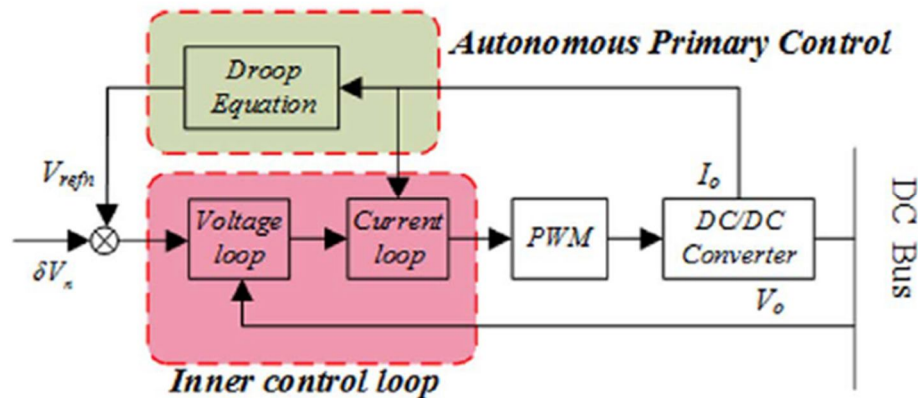 Autonomous Primary Control
Droop
Equation
V_refn
I_o
Voltage
loop
Current
loop
PWM
DC/DC
Converter
DC Bus
δV_n
V_o
Inner control loop